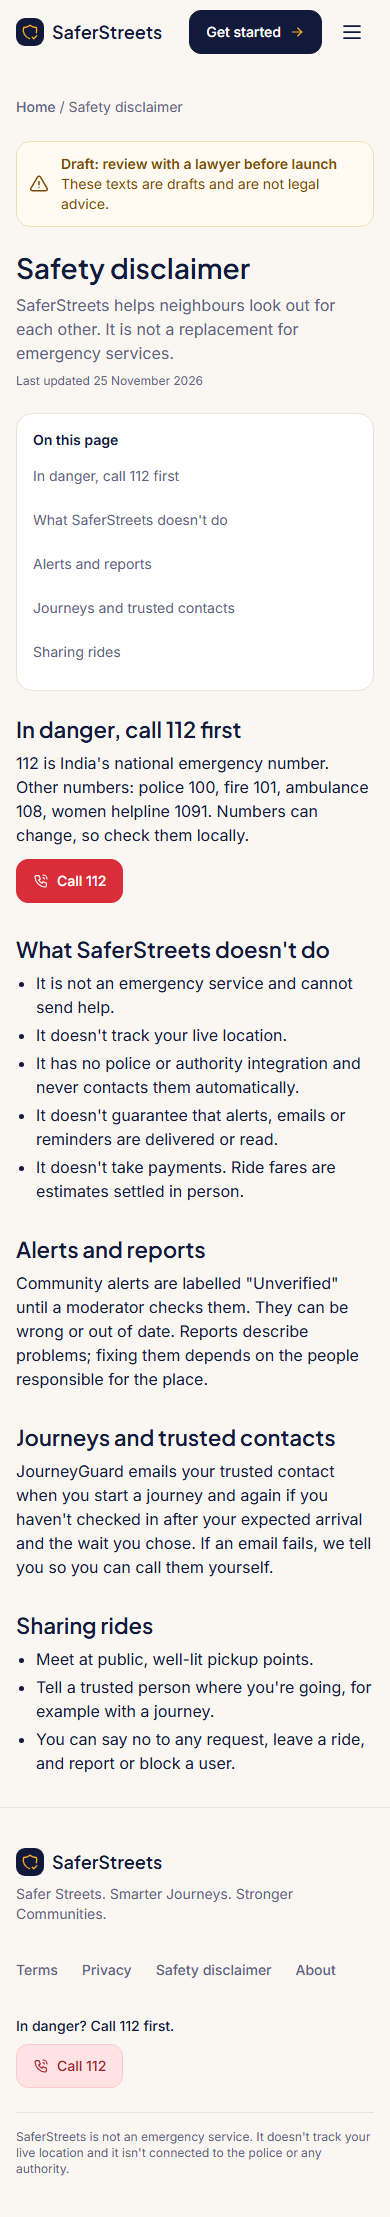 SaferStreets
Get started
Home / Safety disclaimer
Draft: review with a lawyer before launch
These texts are drafts and are not legal
advice.
Safety disclaimer
SaferStreets helps neighbours look out for
each other. It is not a replacement for
emergency services.
Last updated 25 November 2026
On this page
In danger, call 112 first
What SaferStreets doesn't do
Alerts and reports
Journeys and trusted contacts
Sharing rides
In danger, call 112 first
112 is India's national emergency number.
Other numbers: police 100, fire 101, ambulance
108, women helpline 1091. Numbers can
change, so check them locally.
Call 112
What SaferStreets doesn't do
• It is not an emergency service and cannot
send help.
• It doesn't track your live location.
• It has no police or authority integration and
never contacts them automatically.
• It doesn't guarantee that alerts, emails or
reminders are delivered or read.
• It doesn't take payments. Ride fares are
estimates settled in person.
Alerts and reports
Community alerts are labelled "Unverified"
until a moderator checks them. They can be
wrong or out of date. Reports describe
problems; fixing them depends on the people
responsible for the place.
Journeys and trusted contacts
JourneyGuard emails your trusted contact
when you start a journey and again if you
haven't checked in after your expected arrival
and the wait you chose. If an email fails, we tell
you so you can call them yourself.
Sharing rides
• Meet at public, well-lit pickup points.
• Tell a trusted person where you're going, for
example with a journey.
• You can say no to any request, leave a ride,
and report or block a user.
SaferStreets
Safer Streets. Smarter Journeys. Stronger
Communities.
Terms Privacy Safety disclaimer About
In danger? Call 112 first.
Call 112
SaferStreets is not an emergency service. It doesn't track your
live location and it isn't connected to the police or any
authority.